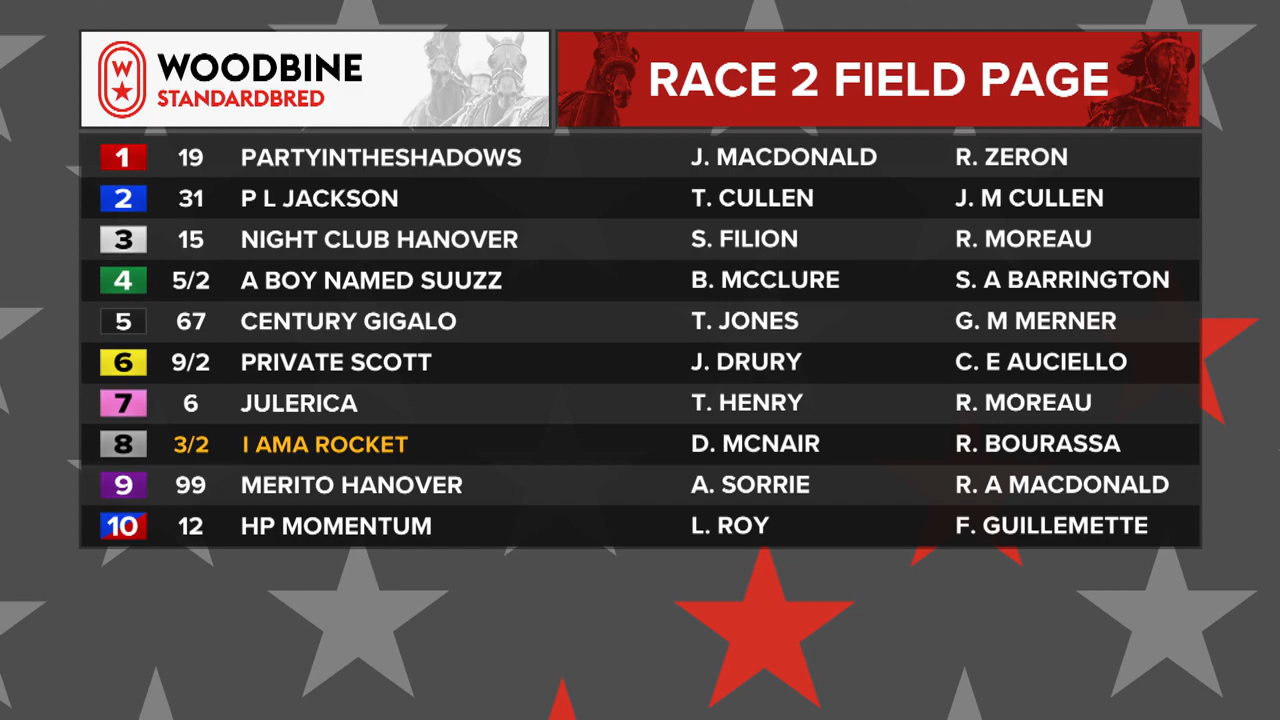 W
WOODBINE
STANDARDBRED
RACE 2 FIELD PAGE
1 19 PARTYINTHESHADOWS J. MACDONALD R. ZERON
2 31 P L JACKSON T. CULLEN J. M CULLEN
3 15 NIGHT CLUB HANOVER S. FILION R. MOREAU
4 5/2 A BOY NAMED SUUZZ B. MCCLURE S. A BARRINGTON
5 67 CENTURY GIGALO T. JONES G. M MERNER
6 9/2 PRIVATE SCOTT J. DRURY C. E AUCIELLO
7 6 JULERICA T. HENRY R. MOREAU
8 3/2 I AMA ROCKET D. MCNAIR R. BOURASSA
9 99 MERITO HANOVER A. SORRIE R. A MACDONALD
10 12 HP MOMENTUM L. ROY F. GUILLEMETTE